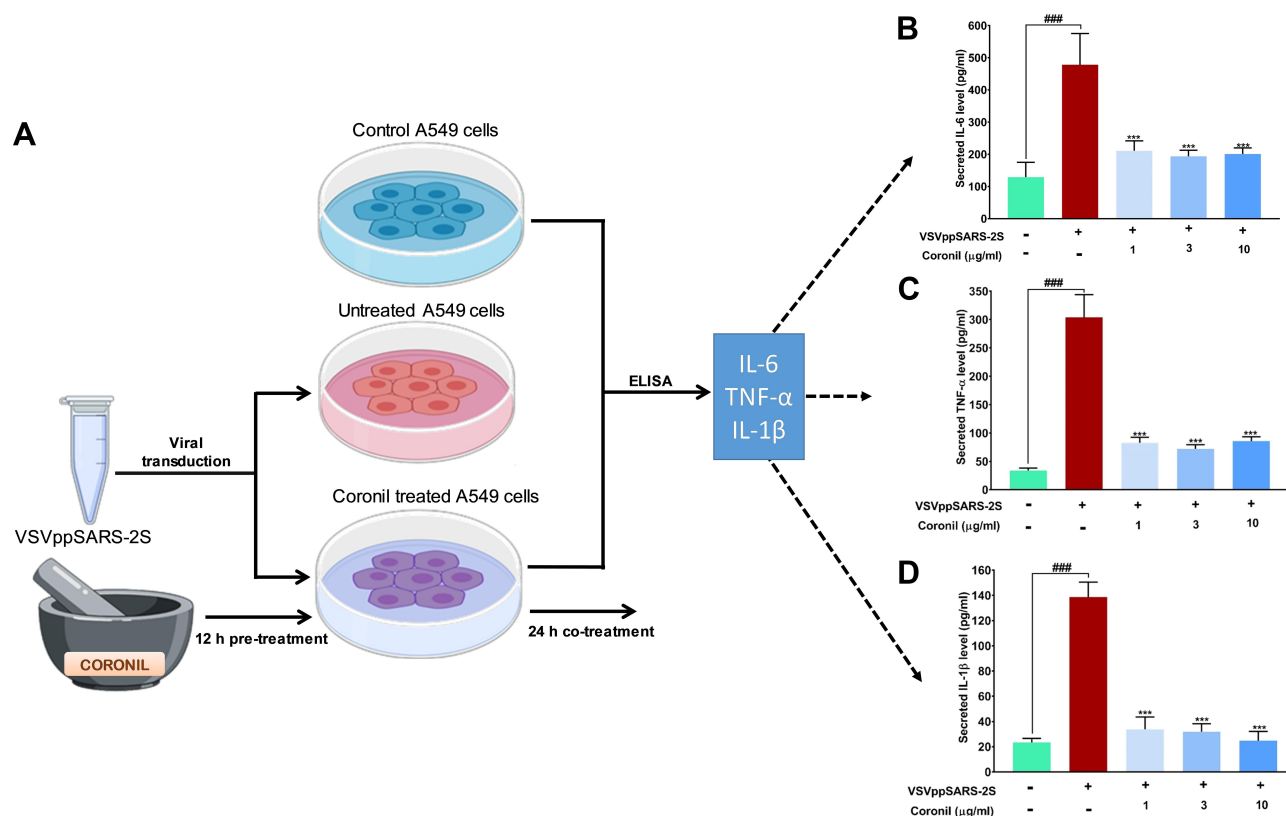 A
Control A549 cells
Untreated A549 cells
Viral
transduction
VSVppSARS-2S
Coronil treated A549 cells
CORONIL
12 h pre-treatment
24 h co-treatment
ELISA
IL-6
TNF-α
IL-1β
B
Secreted IL-6 level (pg/ml)
600
500
400
300
200
100
0
###
***
***
***
VSVppSARS-2S - + + + +
Coronil (μg/ml) - - 1 3 10
C
Secreted TNF-α level (pg/ml)
350
300
250
200
150
100
50
0
###
***
***
***
VSVppSARS-2S - + + + +
Coronil (μg/ml) - - 1 3 10
D
Secreted IL-1β level (pg/ml)
160
140
120
100
80
60
40
20
0
###
***
***
***
VSVppSARS-2S - + + + +
Coronil (μg/ml) - - 1 3 10